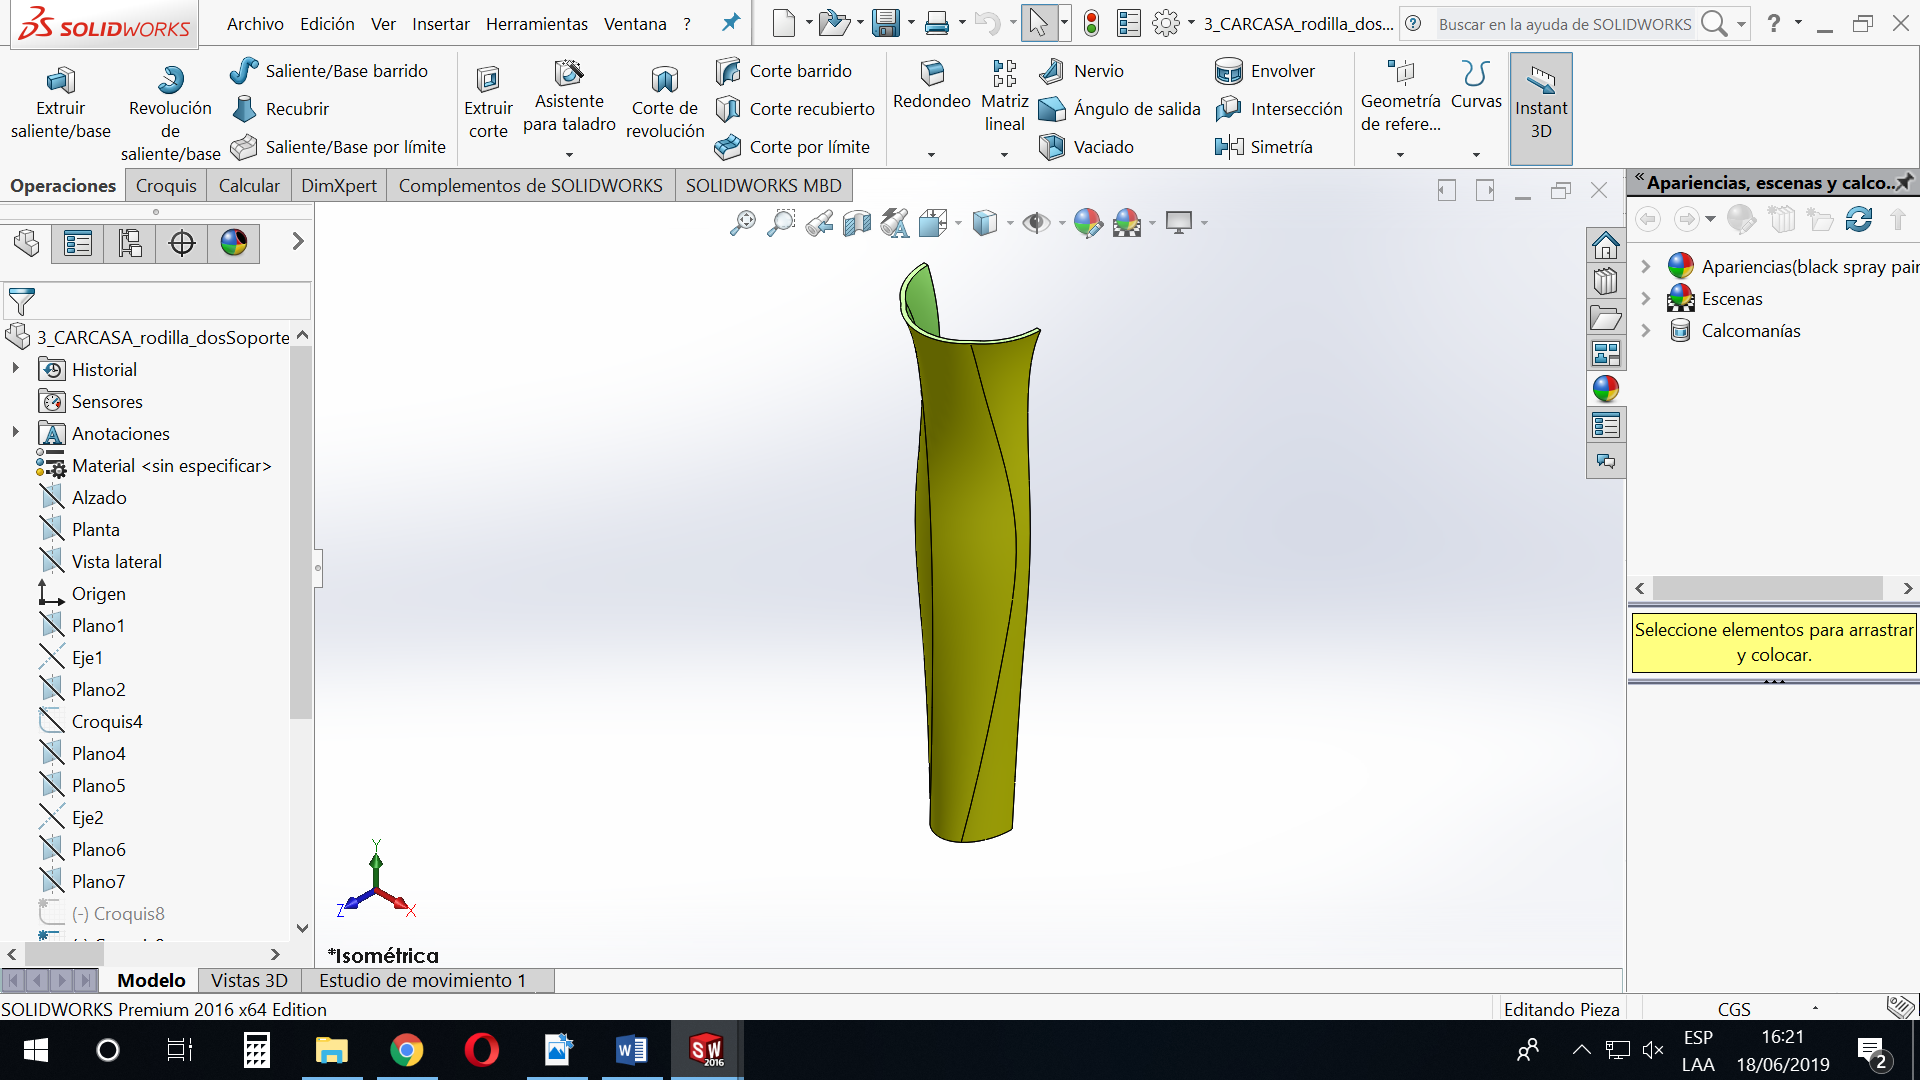 SOLIDWORKS
Archivo Edición Ver Insertar Herramientas Ventana ?
3_CARCASA_rodilla_dos...
Buscar en la ayuda de SOLIDWORKS
Extruir
saliente/base
Revolución
de
saliente/base
Saliente/Base barrido
Recubrir
Saliente/Base por límite
Extruir
corte
Asistente
para taladro
Corte de
revolución
Corte barrido
Corte recubierto
Corte por límite
Redondeo
Matriz
lineal
Nervio
Ángulo de salida
Vaciado
Envolver
Intersección
Simetría
Geometría
de refere...
Curvas
Instant
3D
Operaciones Croquis Calcular DimXpert Complementos de SOLIDWORKS SOLIDWORKS MBD
3_CARCASA_rodilla_dosSoporte
Historial
Sensores
Anotaciones
Material <sin especificar>
Alzado
Planta
Vista lateral
Origen
Plano1
Eje1
Plano2
Croquis4
Plano4
Plano5
Eje2
Plano6
Plano7
(-) Croquis8
Y
Z
X
*Isométrica
Apariencias, escenas y calco..
Apariencias(black spray pair
Escenas
Calcomanías
Seleccione elementos para arrastrar
y colocar.
Modelo Vistas 3D Estudio de movimiento 1
SOLIDWORKS Premium 2016 x64 Edition
Editando Pieza
CGS
SW
2016
ESP
LAA
16:21
18/06/2019
2